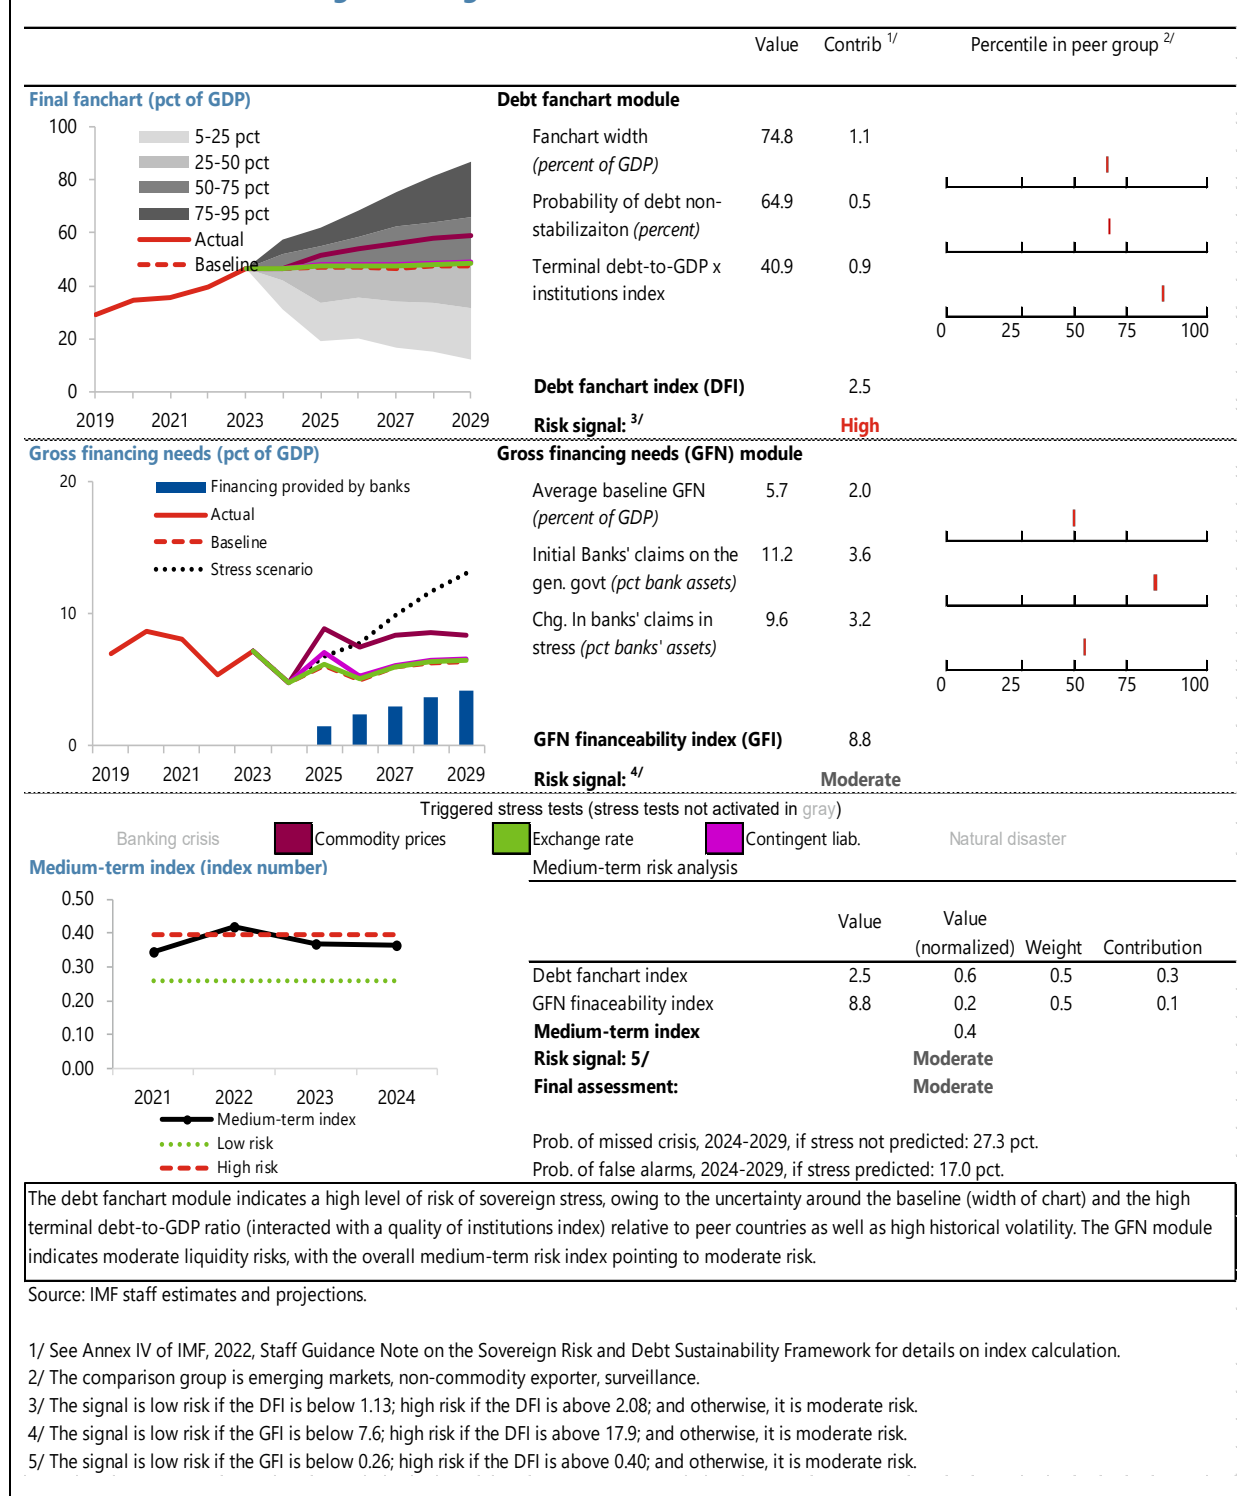 Value Contrib 1/ Percentile in peer group 2/
Final fanchart (pct of GDP)
100
80
60
40
20
0
5-25 pct
25-50 pct
50-75 pct
75-95 pct
Actual
Baseline
2019 2021 2023 2025 2027 2029
Debt fanchart module
Fanchart width 74.8 1.1
(percent of GDP)
Probability of debt non- 64.9 0.5
stabilizaiton (percent)
Terminal debt-to-GDP x 40.9 0.9
institutions index
0 25 50 75 100
Debt fanchart index (DFI) 2.5
Risk signal: 3/ High
Gross financing needs (pct of GDP)
20
10
0
Financing provided by banks
Actual
Baseline
Stress scenario
2019 2021 2023 2025 2027 2029
Gross financing needs (GFN) module
Average baseline GFN 5.7 2.0
(percent of GDP)
Initial Banks' claims on the 11.2 3.6
gen. govt (pct bank assets)
Chg. In banks' claims in 9.6 3.2
stress (pct banks' assets)
0 25 50 75 100
GFN financeability index (GFI) 8.8
Risk signal: 4/ Moderate
Triggered stress tests (stress tests not activated in gray)
Banking crisis Commodity prices Exchange rate Contingent liab. Natural disaster
Medium-term index (index number)
0.50
0.40
0.30
0.20
0.10
0.00
2021 2022 2023 2024
Medium-term index
Low risk
High risk
Medium-term risk analysis
Value Value
(normalized) Weight Contribution
Debt fanchart index 2.5 0.6 0.5 0.3
GFN finaceability index 8.8 0.2 0.5 0.1
Medium-term index 0.4
Risk signal: 5/ Moderate
Final assessment: Moderate
Prob. of missed crisis, 2024-2029, if stress not predicted: 27.3 pct.
Prob. of false alarms, 2024-2029, if stress predicted: 17.0 pct.
The debt fanchart module indicates a high level of risk of sovereign stress, owing to the uncertainty around the baseline (width of chart) and the high
terminal debt-to-GDP ratio (interacted with a quality of institutions index) relative to peer countries as well as high historical volatility. The GFN module
indicates moderate liquidity risks, with the overall medium-term risk index pointing to moderate risk.
Source: IMF staff estimates and projections.
1/ See Annex IV of IMF, 2022, Staff Guidance Note on the Sovereign Risk and Debt Sustainability Framework for details on index calculation.
2/ The comparison group is emerging markets, non-commodity exporter, surveillance.
3/ The signal is low risk if the DFI is below 1.13; high risk if the DFI is above 2.08; and otherwise, it is moderate risk.
4/ The signal is low risk if the GFI is below 7.6; high risk if the DFI is above 17.9; and otherwise, it is moderate risk.
5/ The signal is low risk if the GFI is below 0.26; high risk if the DFI is above 0.40; and otherwise, it is moderate risk.